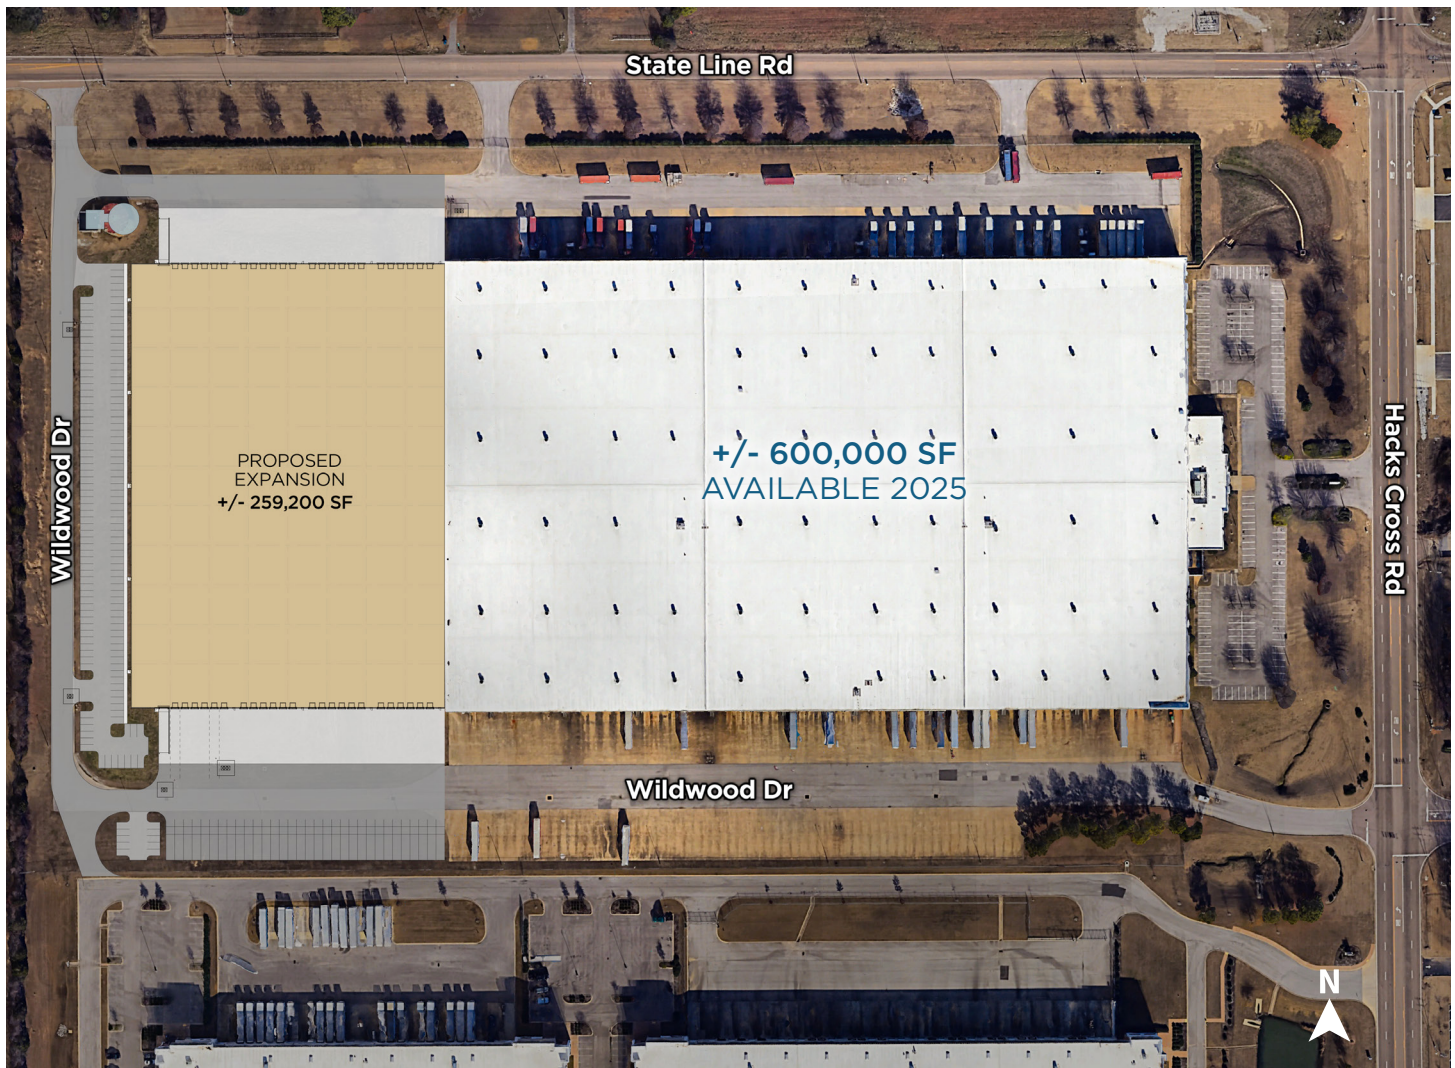 State Line Rd
Wildwood Dr
PROPOSED
EXPANSION
+/- 259,200 SF
+/- 600,000 SF
AVAILABLE 2025
Hacks Cross Rd
Wildwood Dr
N